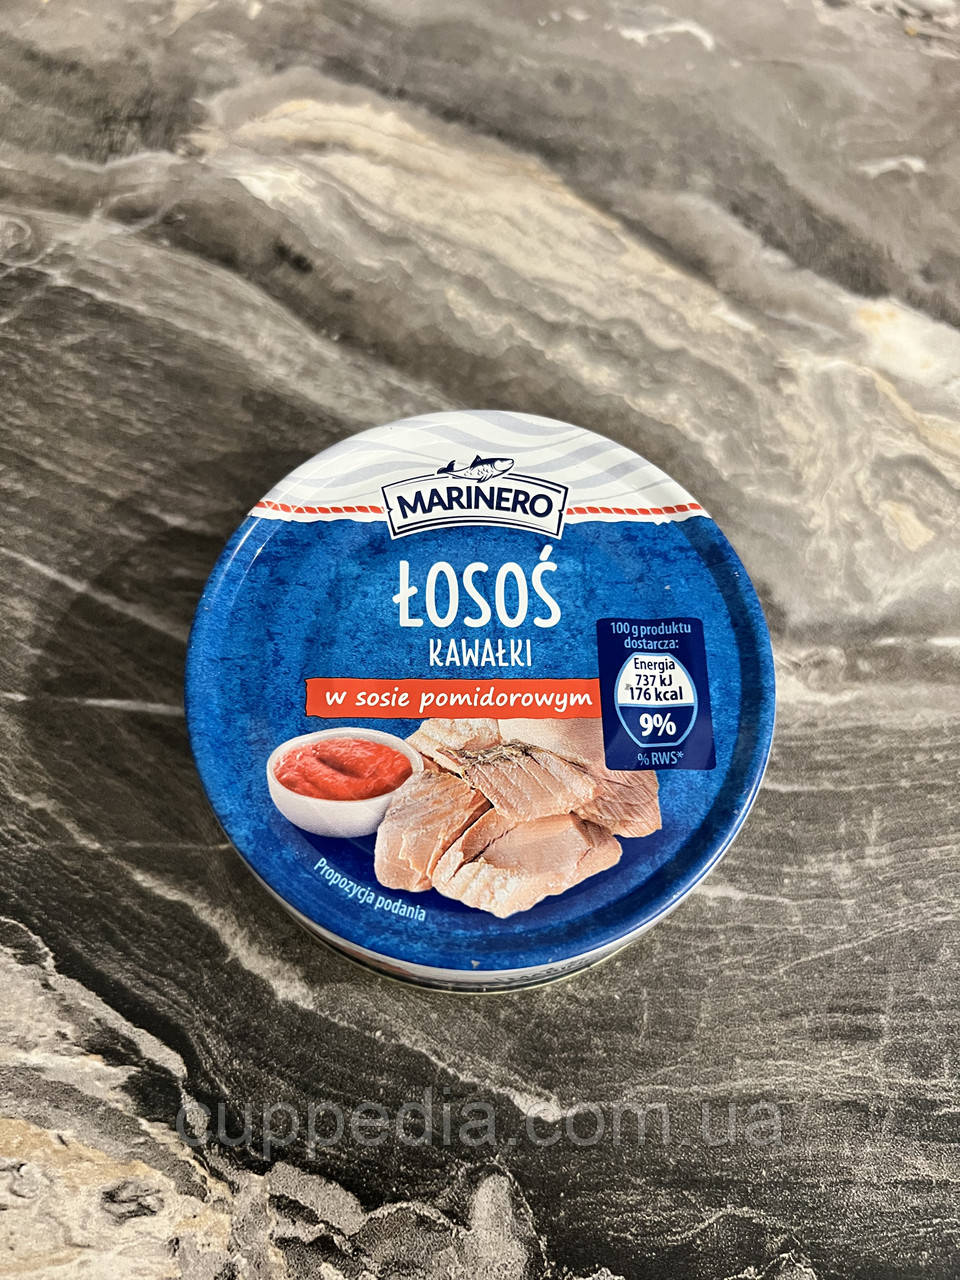 MARINERO
ŁOSOŚ
KAWAŁKI
w sosie pomidorowym
100 g produktu
dostarcza:
Energia
737 kJ
176 kcal
9%
% RWS*
Propozycja podania
cuppedia.com.ua